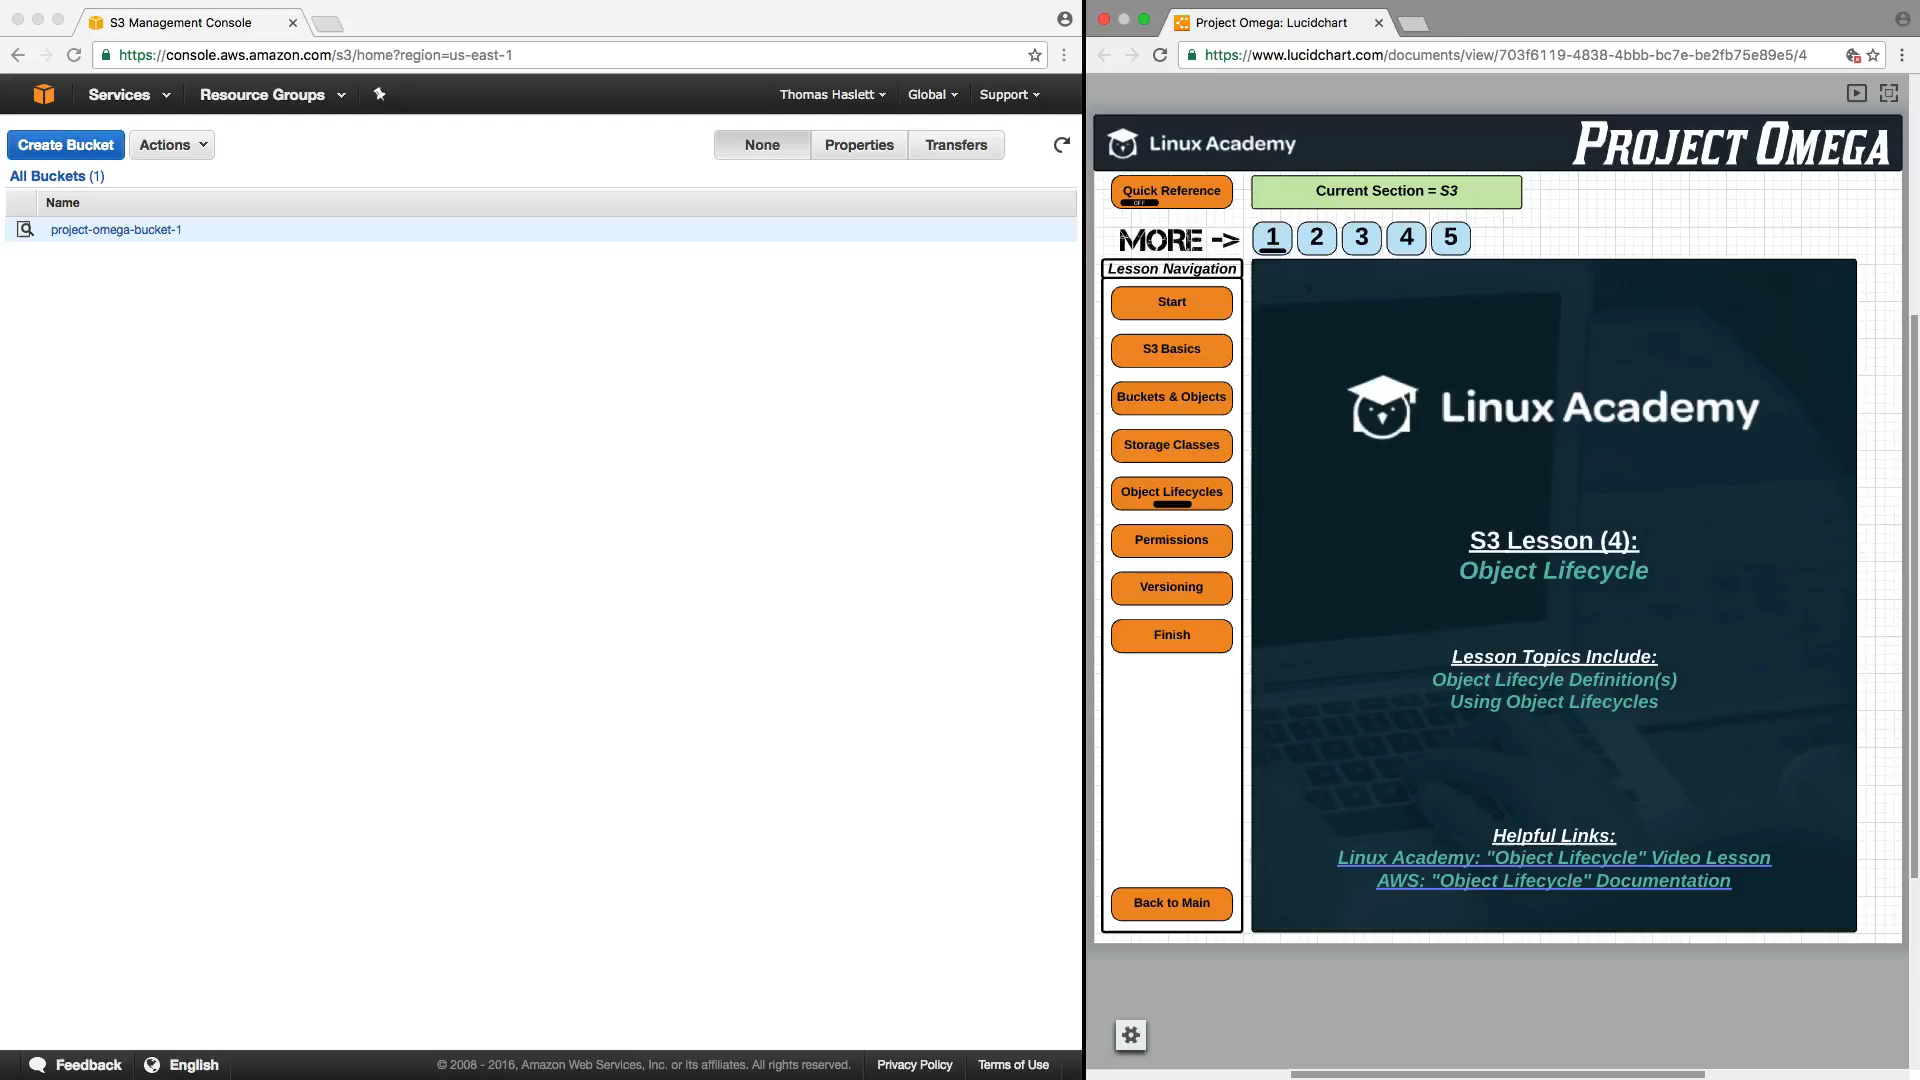 S3 Management Console
https://console.aws.amazon.com/s3/home?region=us-east-1
Services
Resource Groups
Thomas Haslett
Global
Support
Create Bucket
Actions
None
Properties
Transfers
All Buckets (1)
Name
project-omega-bucket-1
Feedback
English
© 2008 - 2016, Amazon Web Services, Inc. or its affiliates. All rights reserved.
Privacy Policy
Terms of Use
Project Omega: Lucidchart
https://www.lucidchart.com/documents/view/703f6119-4838-4bbb-bc7e-be2fb75e89e5/4
Linux Academy
PROJECT OMEGA
Quick Reference
OFF
Current Section = S3
MORE ->
1
2
3
4
5
Lesson Navigation
Start
S3 Basics
Buckets & Objects
Storage Classes
Object Lifecycles
Permissions
Versioning
Finish
Back to Main
Linux Academy
S3 Lesson (4):
Object Lifecycle
Lesson Topics Include:
Object Lifecyle Definition(s)
Using Object Lifecycles
Helpful Links:
Linux Academy: "Object Lifecycle" Video Lesson
AWS: "Object Lifecycle" Documentation